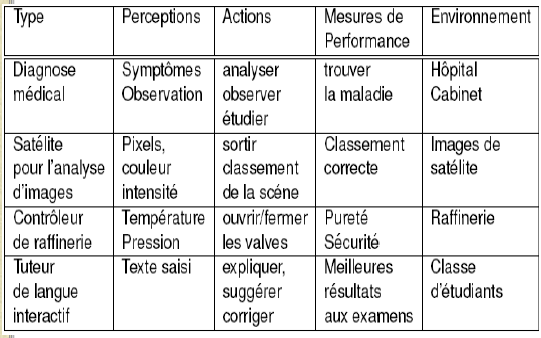 Type Perceptions Actions Mesures de Performance Environnement
Diagnose médical Symptômes Observation analyser observer étudier trouver la maladie Hôpital Cabinet
Satélite pour l'analyse d'images Pixels, couleur intensité sortir classement de la scéne Classement correcte Images de satélite
Contrôleur de raffinerie Température Pression ouvrir/fermer les valves Pureté Sécurité Raffinerie
Tuteur de langue interactif Texte saisi expliquer, suggérer corriger Meilleures résultats aux examens Classe d'étudiants